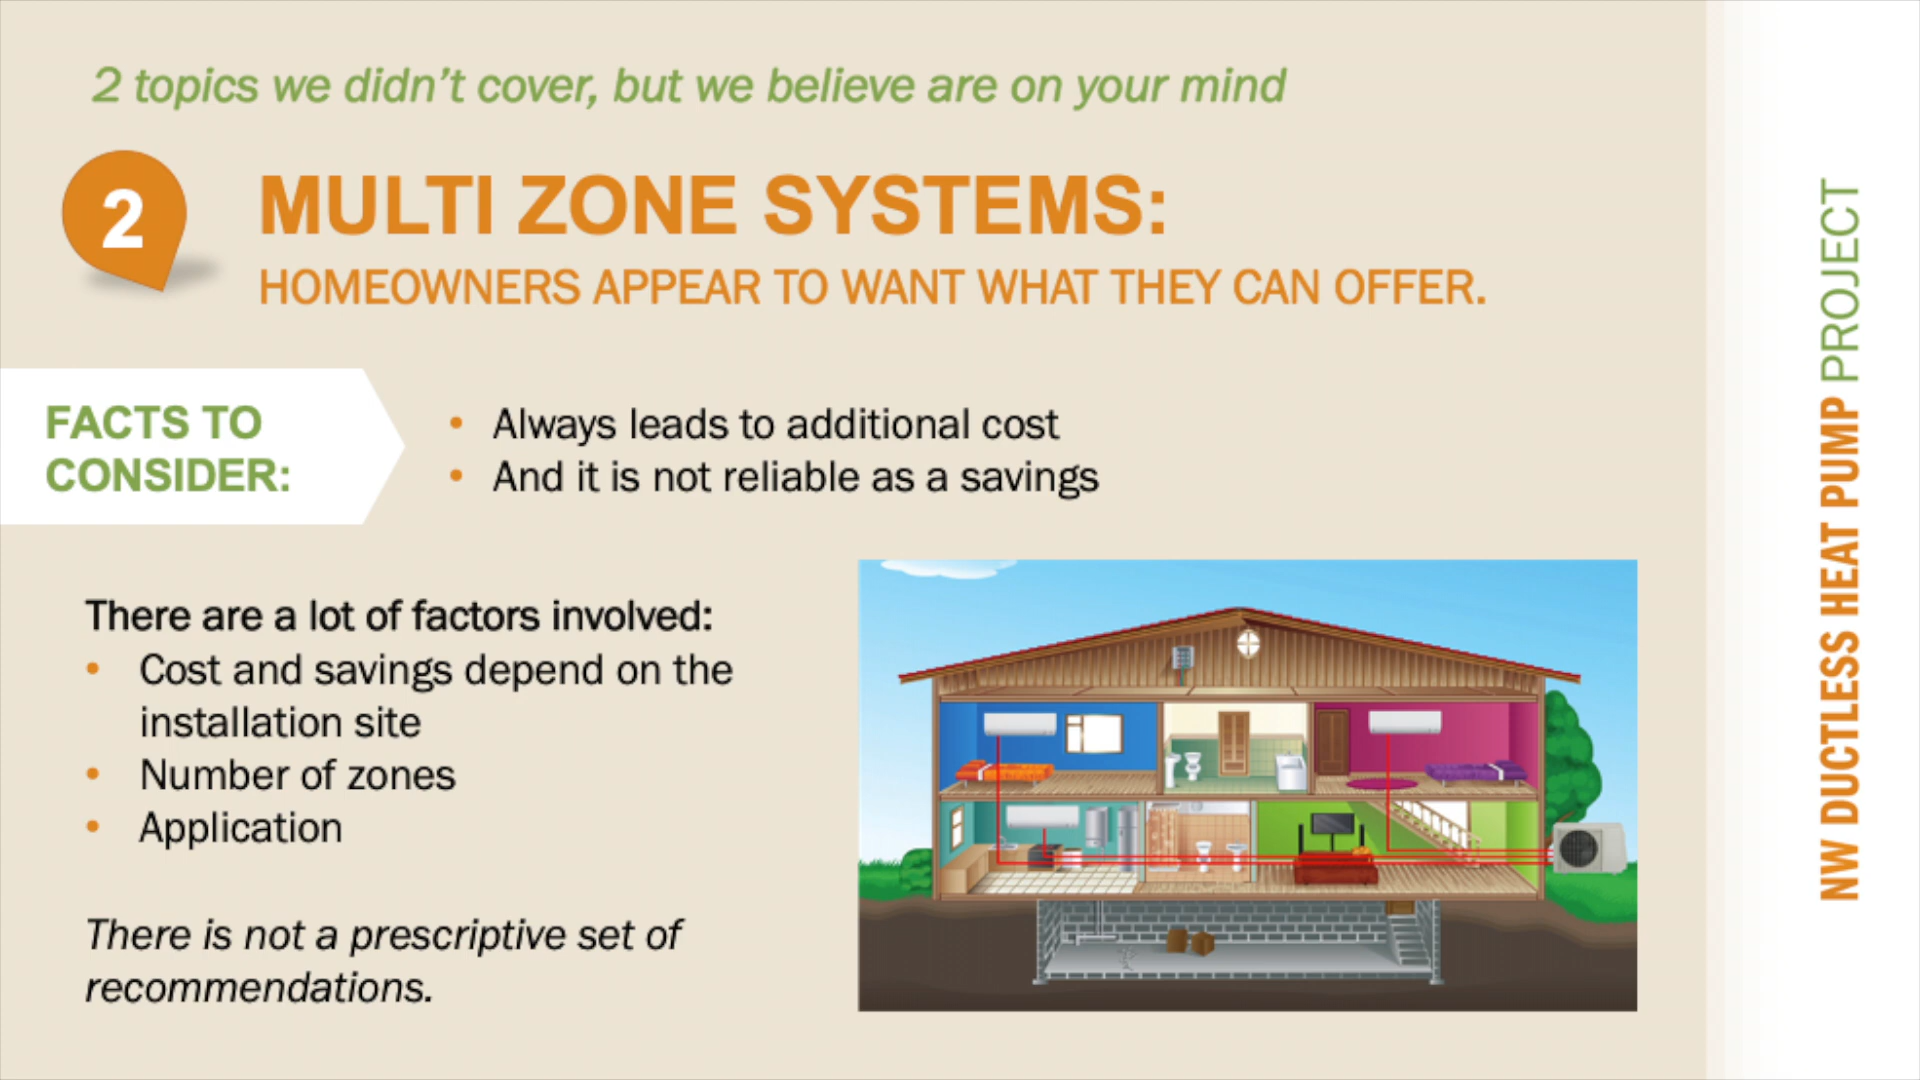 2 topics we didn't cover, but we believe are on your mind
2
MULTI ZONE SYSTEMS:
HOMEOWNERS APPEAR TO WANT WHAT THEY CAN OFFER.
FACTS TO
CONSIDER:
• Always leads to additional cost
• And it is not reliable as a savings
There are a lot of factors involved:
• Cost and savings depend on the
installation site
• Number of zones
• Application
There is not a prescriptive set of
recommendations.
NW DUCTLESS HEAT PUMP PROJECT